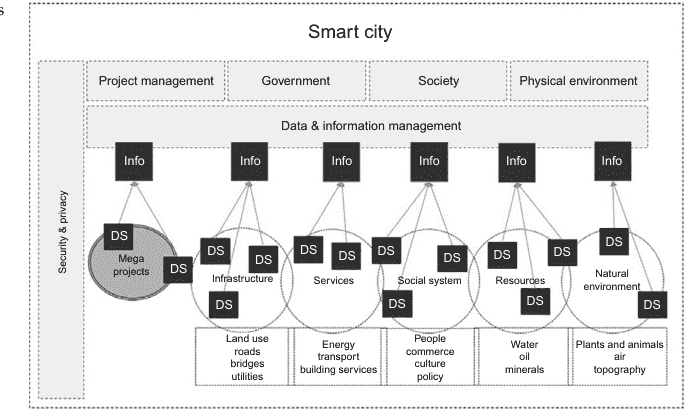 s
Smart city
Project management
Government
Society
Physical environment
Data & information management
Security & privacy
Info
Info
Info
Info
Info
Info
DS
DS
Mega
projects
DS
DS
DS
Infrastructure
DS
DS
Services
DS
DS
DS
Social system
DS
DS
DS
Resources
DS
DS
Natural
environment
Land use
roads
bridges
utilities
Energy
transport
building services
People
commerce
culture
policy
Water
oil
minerals
Plants and animals
air
topography